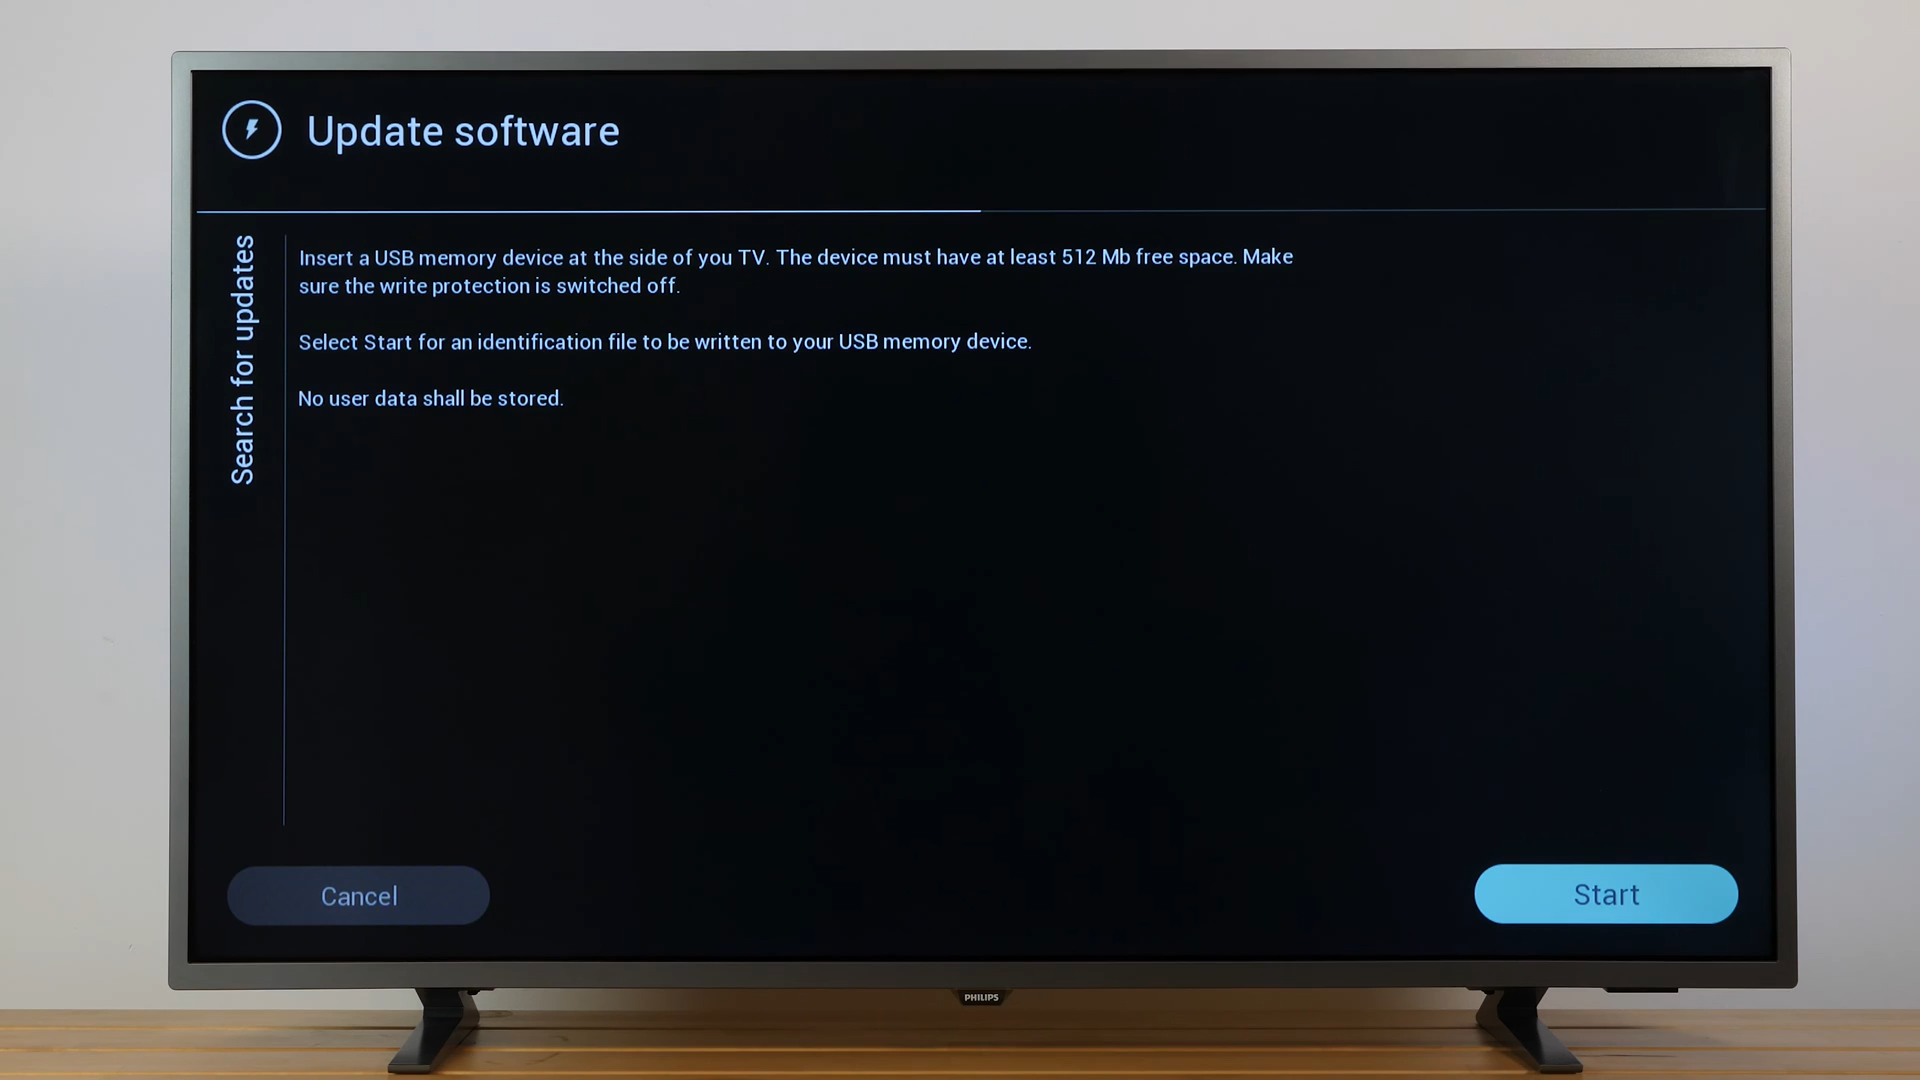 Update software
Search for updates
Insert a USB memory device at the side of you TV. The device must have at least 512 Mb free space. Make
sure the write protection is switched off.
Select Start for an identification file to be written to your USB memory device.
No user data shall be stored.
Cancel
Start
PHILIPS